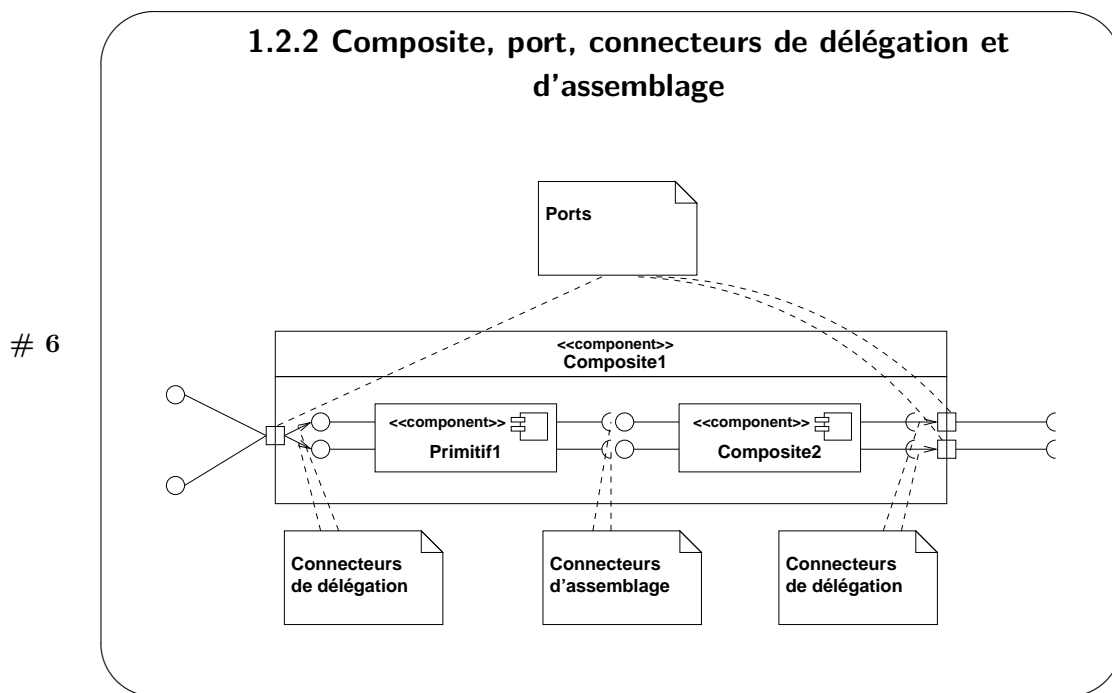 1.2.2 Composite, port, connecteurs de délégation et
d'assemblage
Ports
# 6
<<component>>
Composite1
<<component>>
Primitif1
<<component>>
Composite2
Connecteurs
de délégation
Connecteurs
d'assemblage
Connecteurs
de délégation